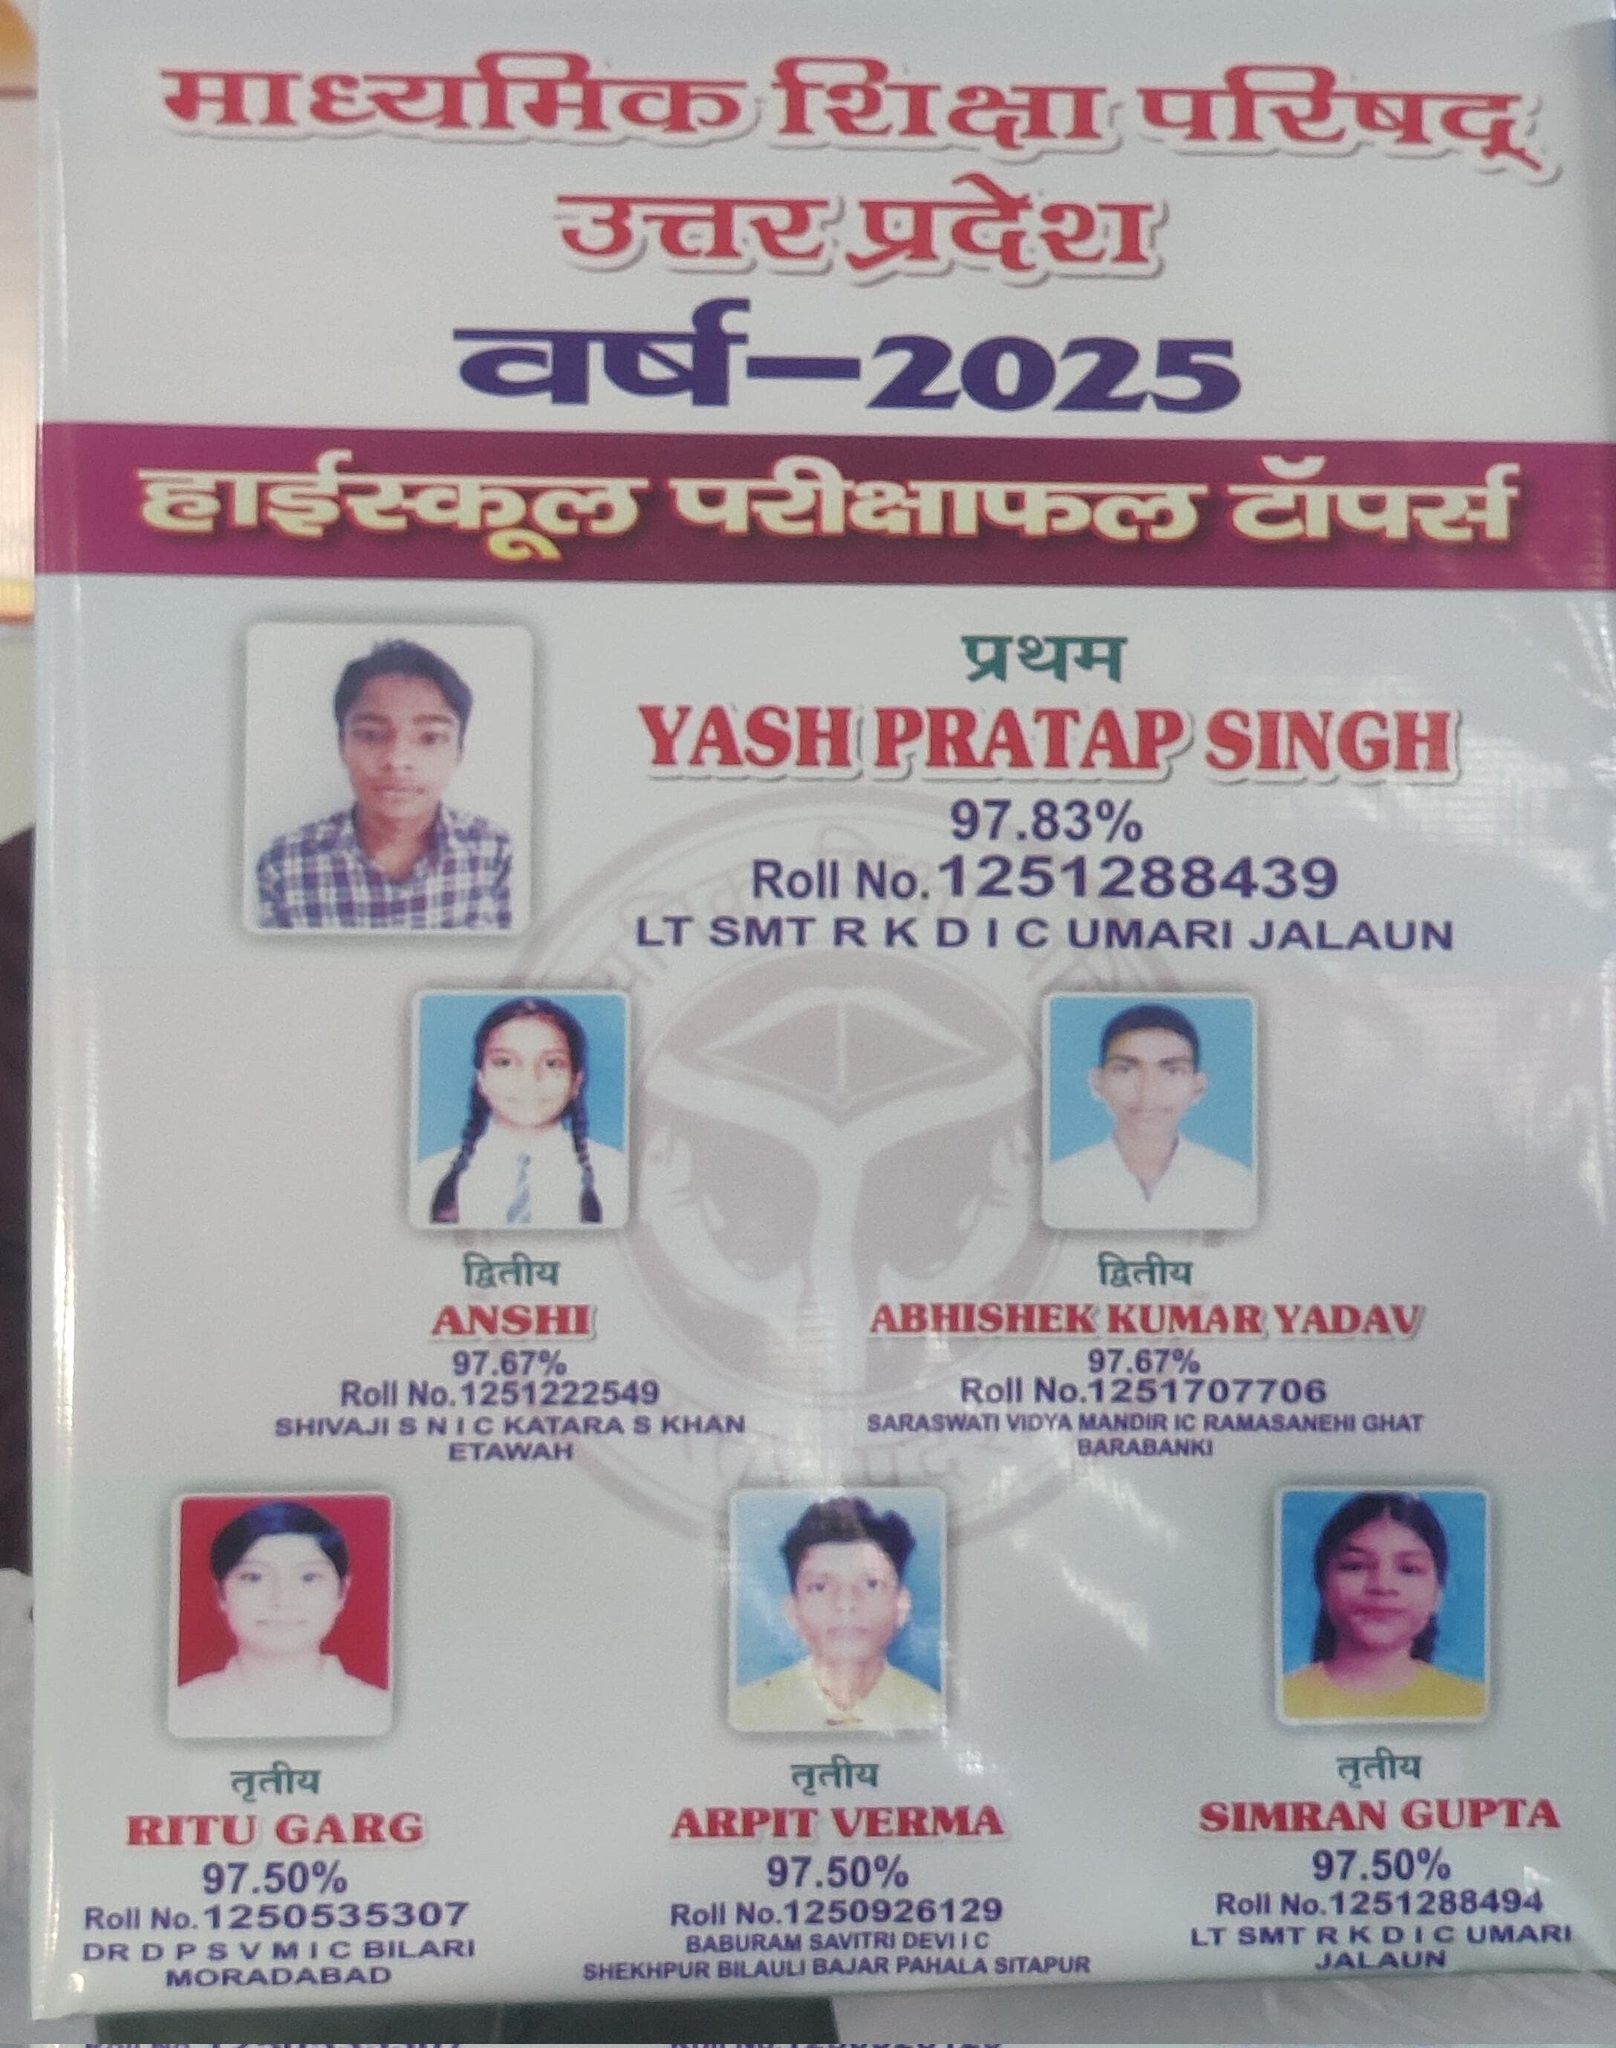 माध्यमिक शिक्षा परिषद्
उत्तर प्रदेश
वर्ष–2025
हाईस्कूल परीक्षाफल टॉपर्स
प्रथम
YASH PRATAP SINGH
97.83%
Roll No.1251288439
LT SMT R K D I C UMARI JALAUN
द्वितीय
ANSHI
97.67%
Roll No.1251222549
SHIVAJI S N I C KATARA S KHAN
ETAWAH
द्वितीय
ABHISHEK KUMAR YADAV
97.67%
Roll No.1251707706
SARASWATI VIDYA MANDIR IC RAMASANEHI GHAT
BARABANKI
तृतीय
RITU GARG
97.50%
Roll No.1250535307
DR D P S V M I C BILARI
MORADABAD
तृतीय
ARPIT VERMA
97.50%
Roll No.1250926129
BABURAM SAVITRI DEVI I C
SHEKHPUR BILAULI BAJAR PAHALA SITAPUR
तृतीय
SIMRAN GUPTA
97.50%
Roll No.1251288494
LT SMT R K D I C UMARI
JALAUN